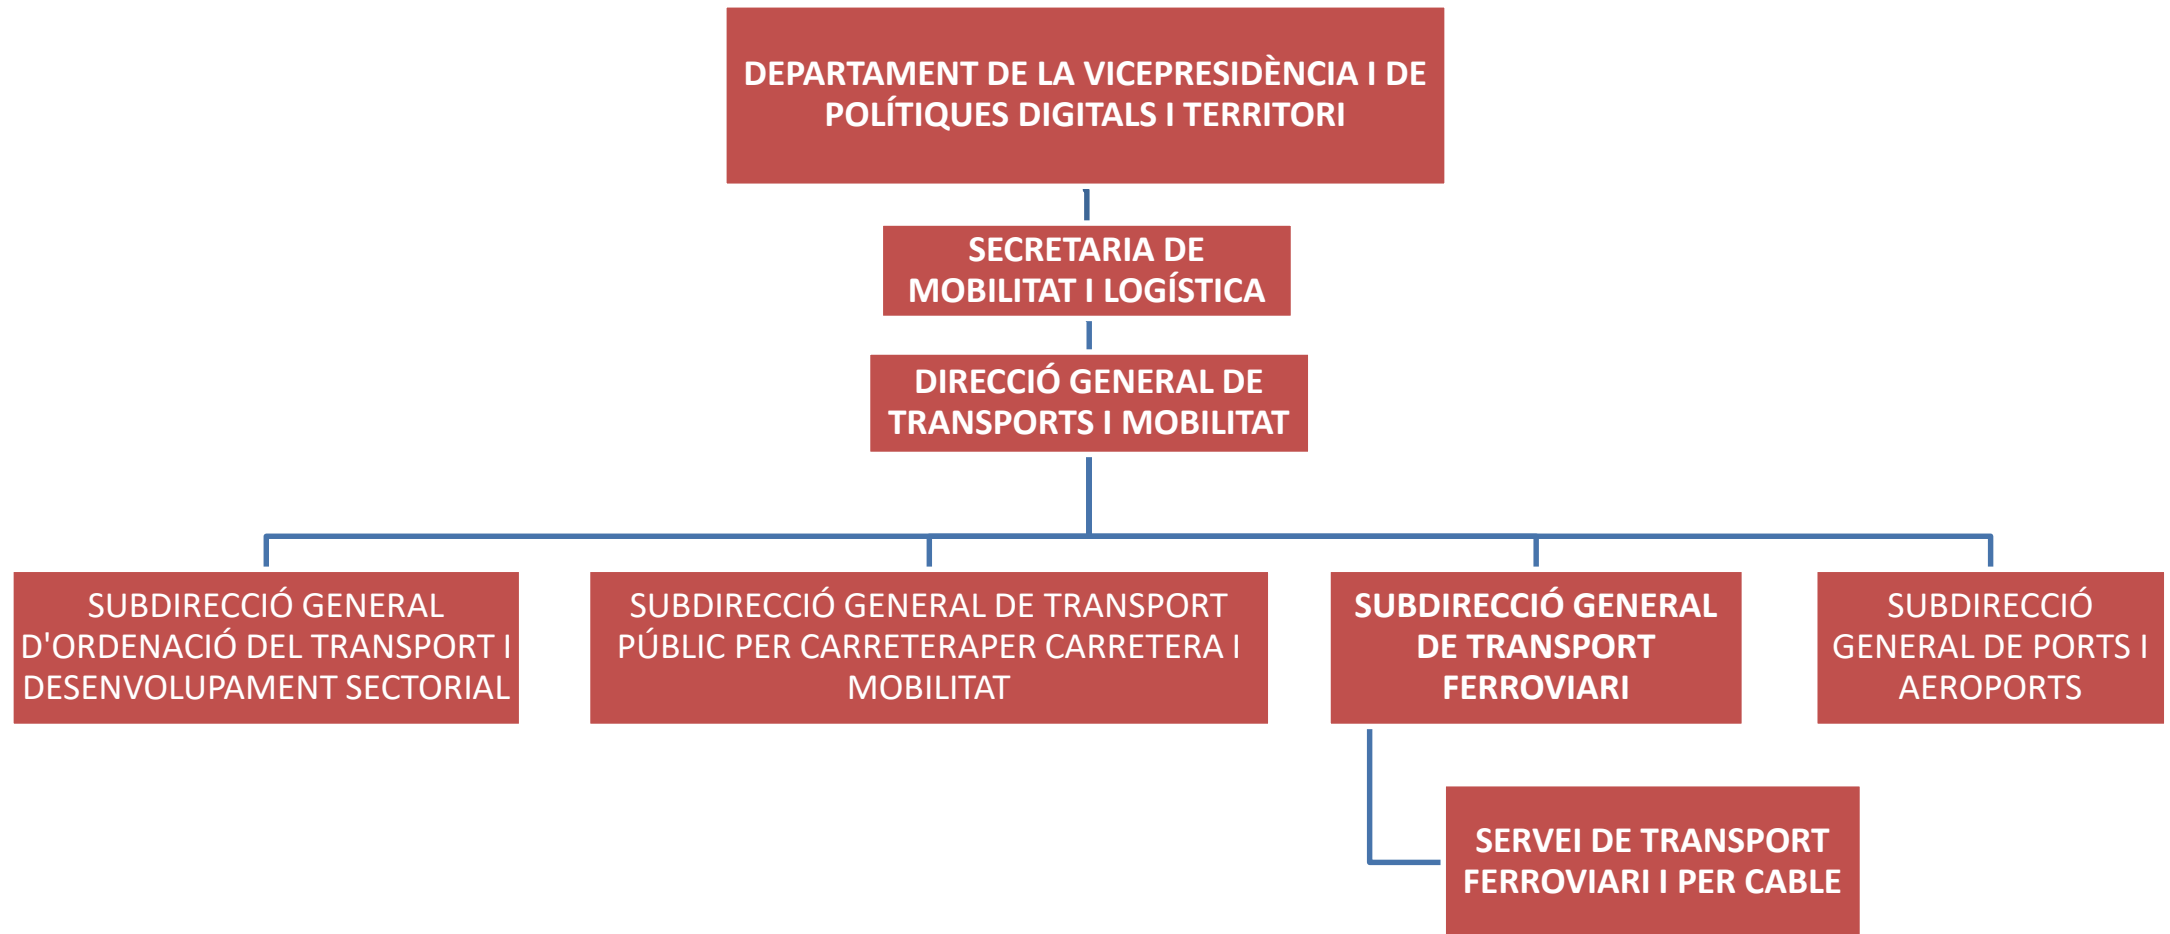 DEPARTAMENT DE LA VICEPRESIDÈNCIA I DE
POLÍTIQUES DIGITALS I TERRITORI
SECRETARIA DE
MOBILITAT I LOGÍSTICA
DIRECCIÓ GENERAL DE
TRANSPORTS I MOBILITAT
SUBDIRECCIÓ GENERAL
D'ORDENACIÓ DEL TRANSPORT I
DESENVOLUPAMENT SECTORIAL
SUBDIRECCIÓ GENERAL DE TRANSPORT
PÚBLIC PER CARRETERAPER CARRETERA I
MOBILITAT
SUBDIRECCIÓ GENERAL
DE TRANSPORT
FERROVIARI
SUBDIRECCIÓ
GENERAL DE PORTS I
AEROPORTS
SERVEI DE TRANSPORT
FERROVIARI I PER CABLE